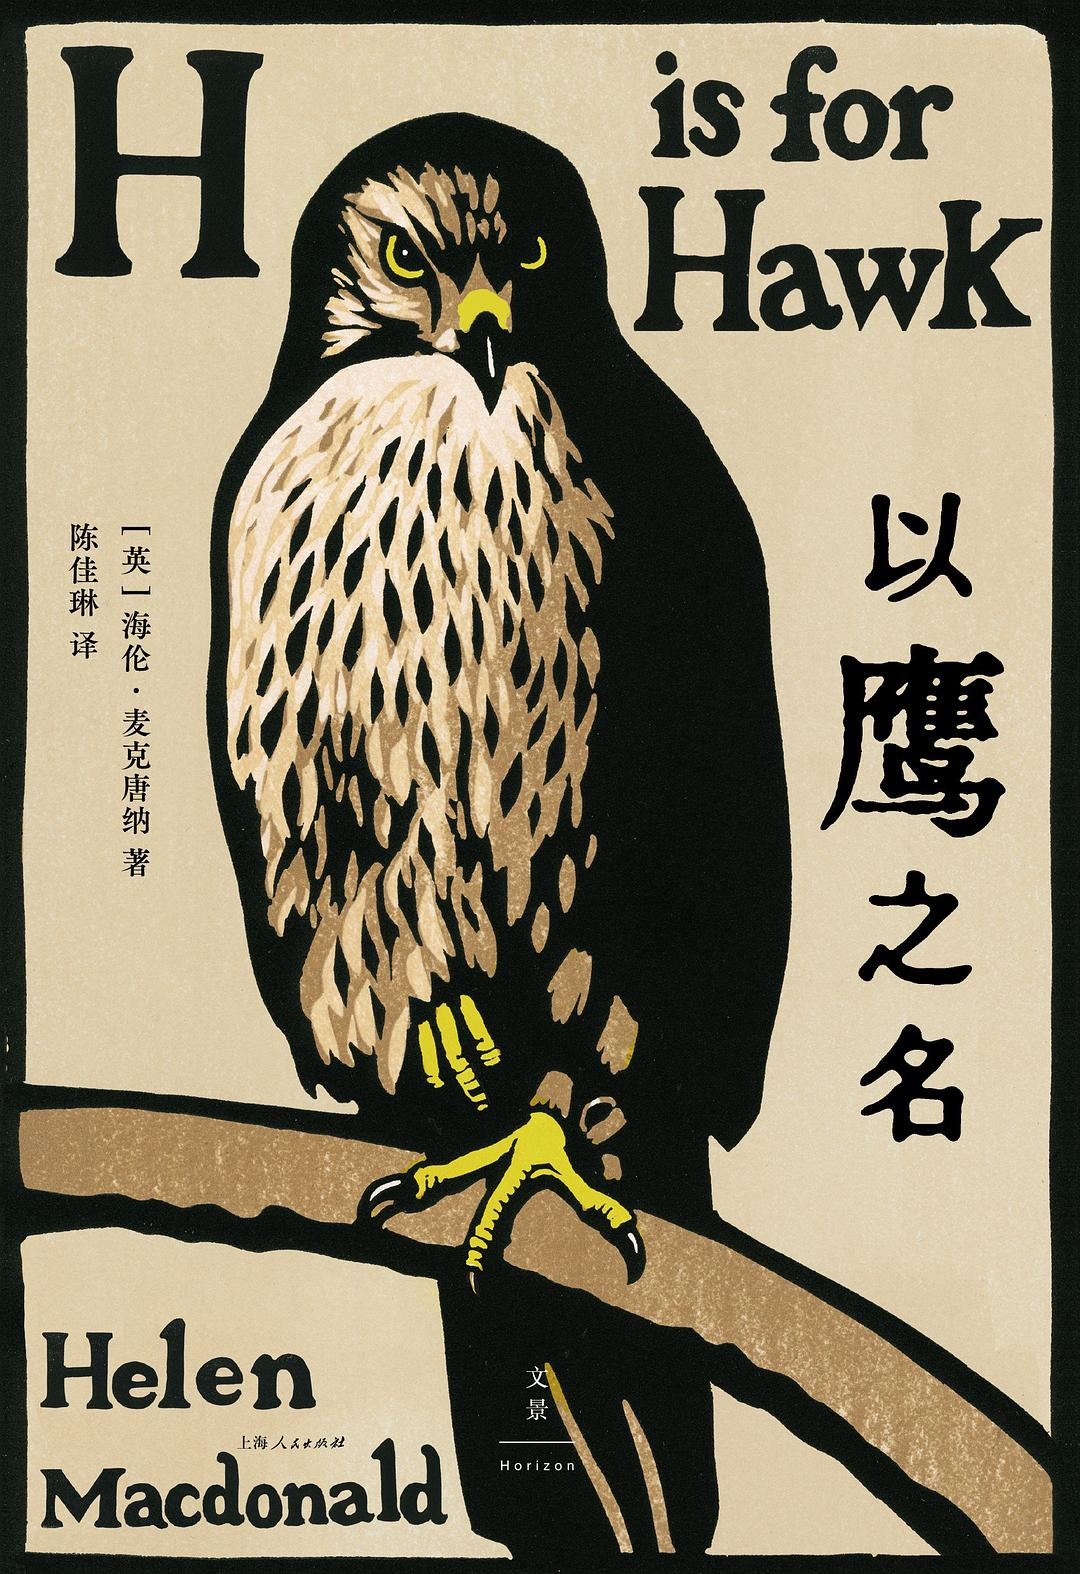 H is for
Hawk
以鹰之名
[英]海伦·麦克唐纳 著
陈佳琳 译
Helen
Macdonald
上海人民出版社
文景
Horizon